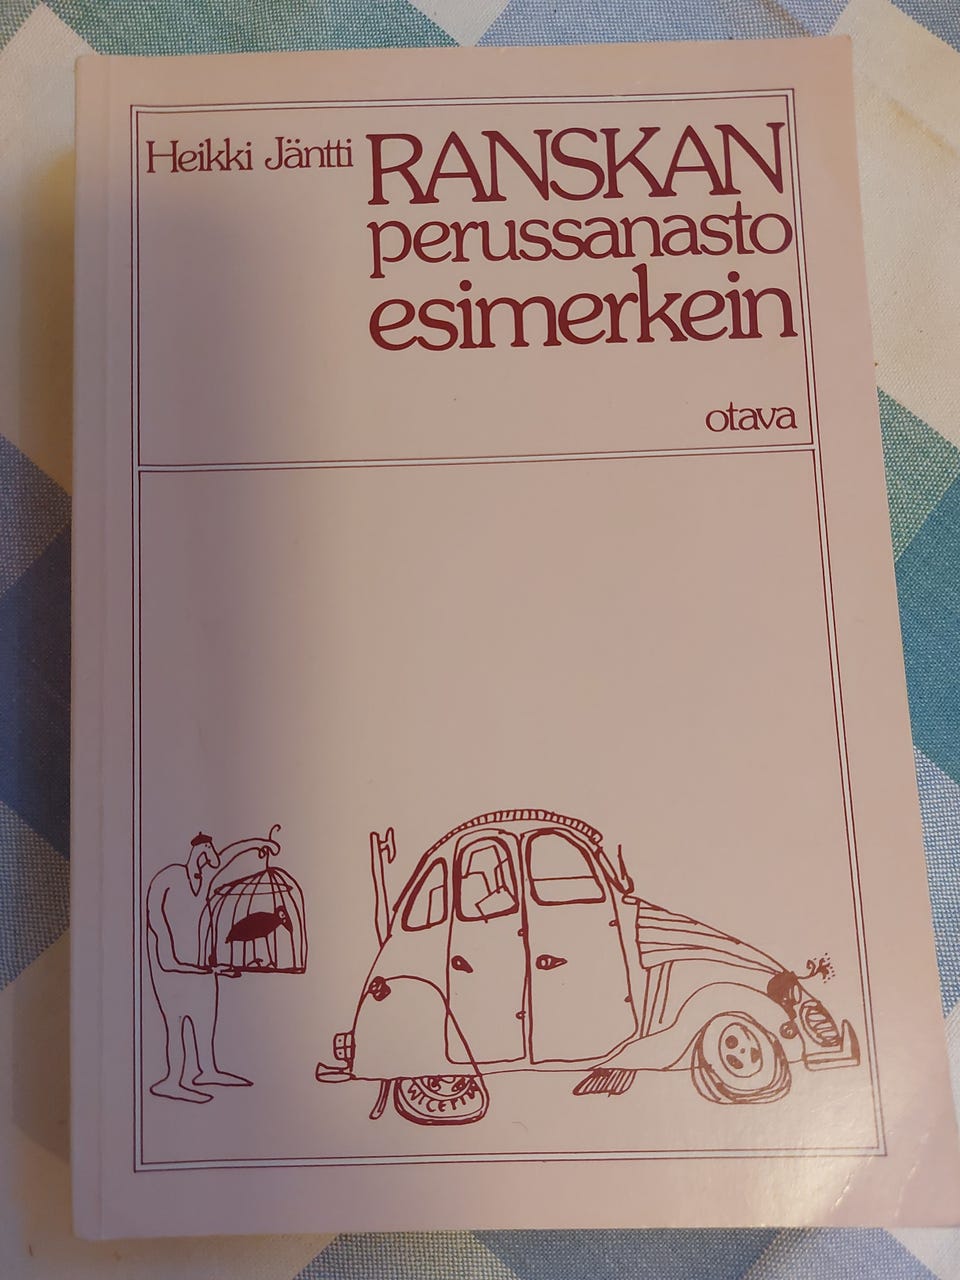 Heikki Jäntti
RANSKAN
perussanasto
esimerkein
otava